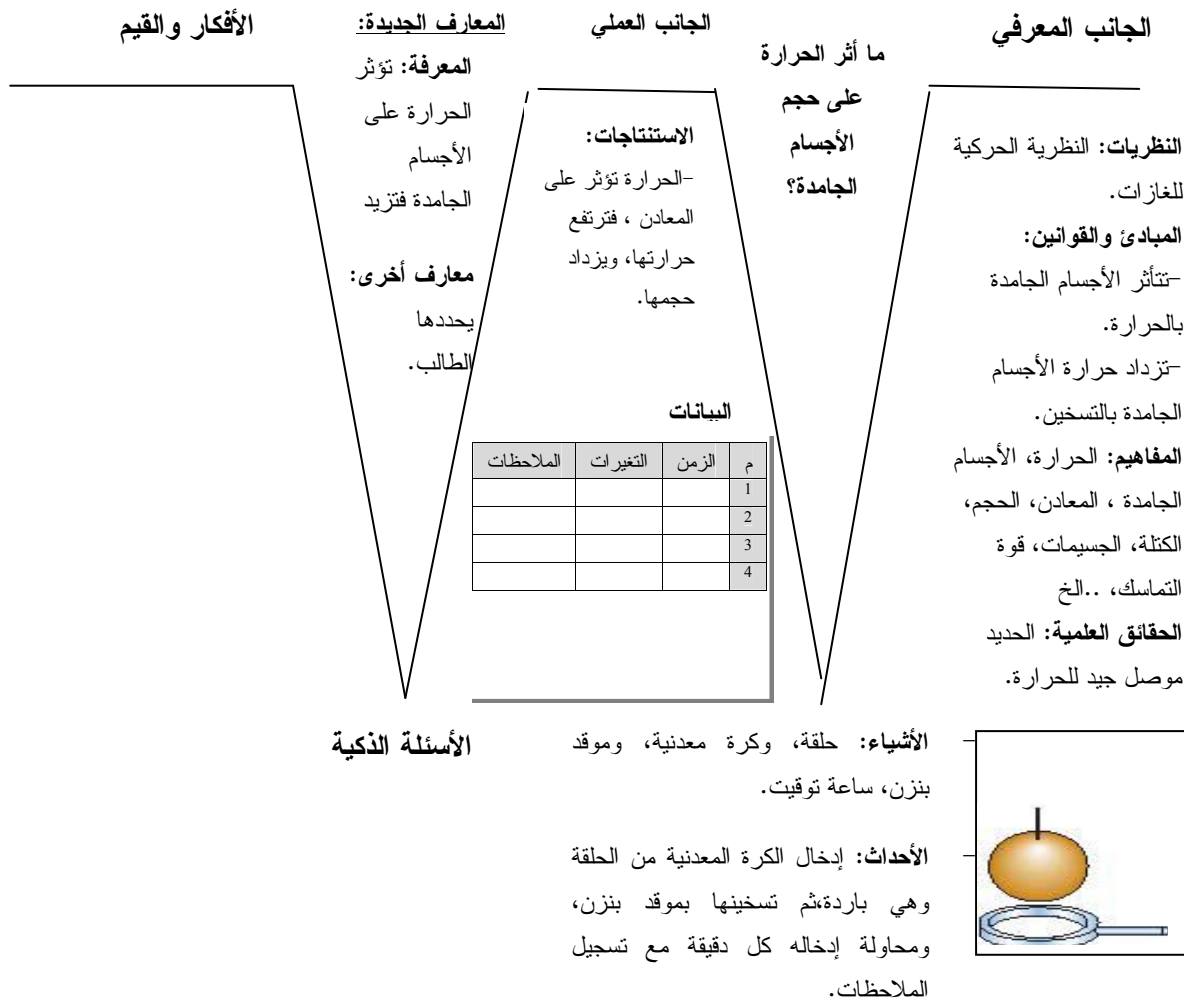 الجانب المعرفي
النظريات: النظرية الحركية
للغازات.
المبادئ والقوانين:
-تتأثر الأجسام الجامدة
بالحرارة.
-تزداد حرارة الأجسام
الجامدة بالتسخين.
المفاهيم: الحرارة، الأجسام
الجامدة ، المعادن، الحجم،
الكتلة، الجسيمات، قوة
التماسك، ..الخ
الحقائق العلمية: الحديد
موصل جيد للحرارة.
ما أثر الحرارة
على حجم
الأجسام
الجامدة؟
الجانب العملي
الاستنتاجات:
-الحرارة تؤثر على
المعادن ، فترتفع
حرارتها، ويزداد
حجمها.
البيانات
م الزمن التغيرات الملاحظات
1
2
3
4
المعارف الجديدة:
المعرفة: تؤثر
الحرارة على
الأجسام
الجامدة فتزيد
معارف أخرى:
يحددها
الطالب.
الأفكار والقيم
- الأشياء: حلقة، وكرة معدنية، وموقد
بنزن، ساعة توقيت.
- الأحداث: إدخال الكرة المعدنية من الحلقة
وهي باردة،ثم تسخينها بموقد بنزن،
ومحاولة إدخاله كل دقيقة مع تسجيل
الملاحظات.
الأسئلة الذكية